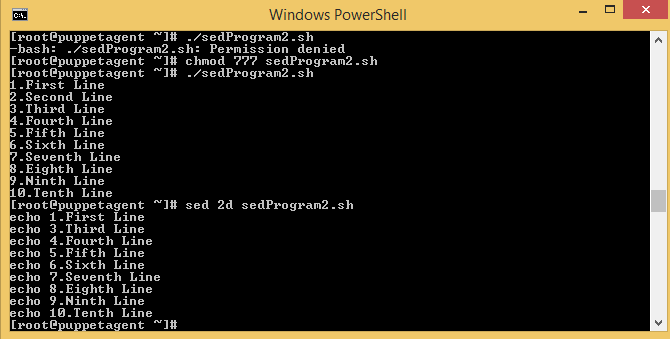 Windows PowerShell
[root@puppetagent ~]# ./sedProgram2.sh
-bash: ./sedProgram2.sh: Permission denied
[root@puppetagent ~]# chmod 777 sedProgram2.sh
[root@puppetagent ~]# ./sedProgram2.sh
1.First Line
2.Second Line
3.Third Line
4.Fourth Line
5.Fifth Line
6.Sixth Line
7.Seventh Line
8.Eighth Line
9.Ninth Line
10.Tenth Line
[root@puppetagent ~]# sed 2d sedProgram2.sh
echo 1.First Line
echo 3.Third Line
echo 4.Fourth Line
echo 5.Fifth Line
echo 6.Sixth Line
echo 7.Seventh Line
echo 8.Eighth Line
echo 9.Ninth Line
echo 10.Tenth Line
[root@puppetagent ~]#